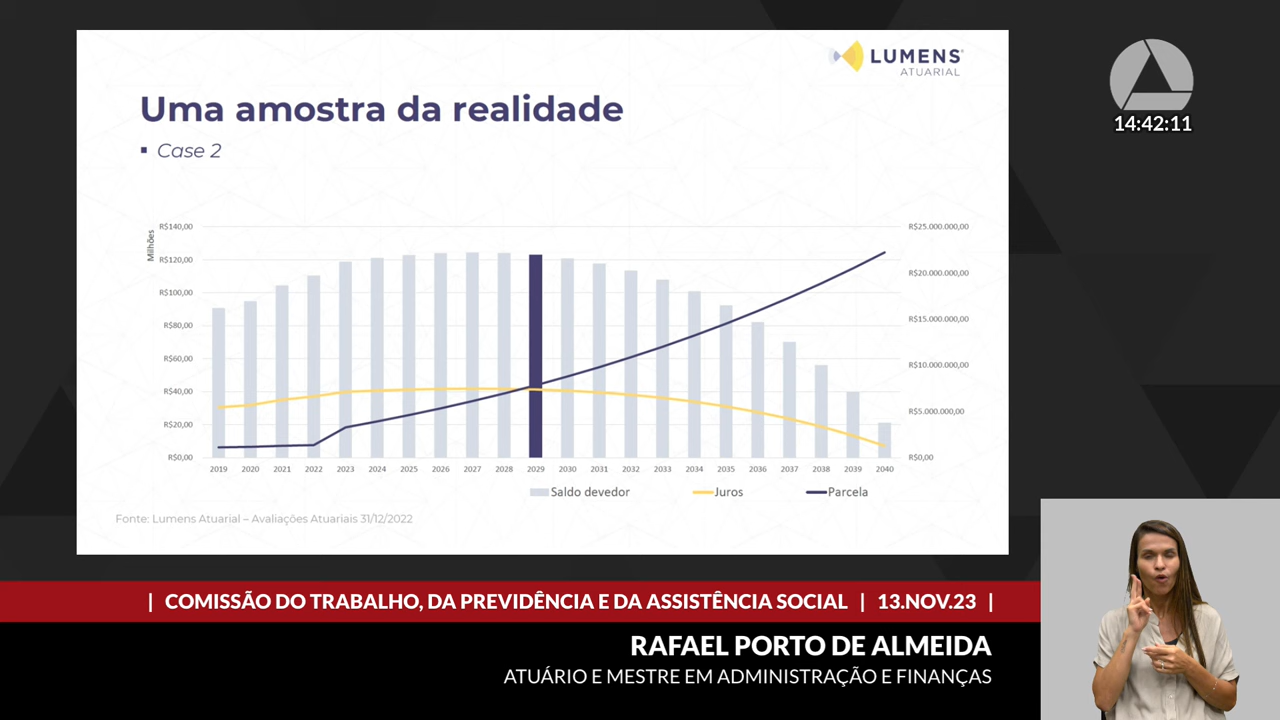 LUMENS
ATUARIAL
14:42:11
Uma amostra da realidade
▪ Case 2
Milhões
R$140,00
R$120,00
R$100,00
R$80,00
R$60,00
R$40,00
R$20,00
R$0,00
R$25.000.000,00
R$20.000.000,00
R$15.000.000,00
R$10.000.000,00
R$5.000.000,00
R$0,00
2019 2020 2021 2022 2023 2024 2025 2026 2027 2028 2029 2030 2031 2032 2033 2034 2035 2036 2037 2038 2039 2040
Saldo devedor Juros Parcela
Fonte: Lumens Atuarial – Avaliações Atuariais 31/12/2022
| COMISSÃO DO TRABALHO, DA PREVIDÊNCIA E DA ASSISTÊNCIA SOCIAL | 13.NOV.23 |
RAFAEL PORTO DE ALMEIDA
ATUÁRIO E MESTRE EM ADMINISTRAÇÃO E FINANÇAS